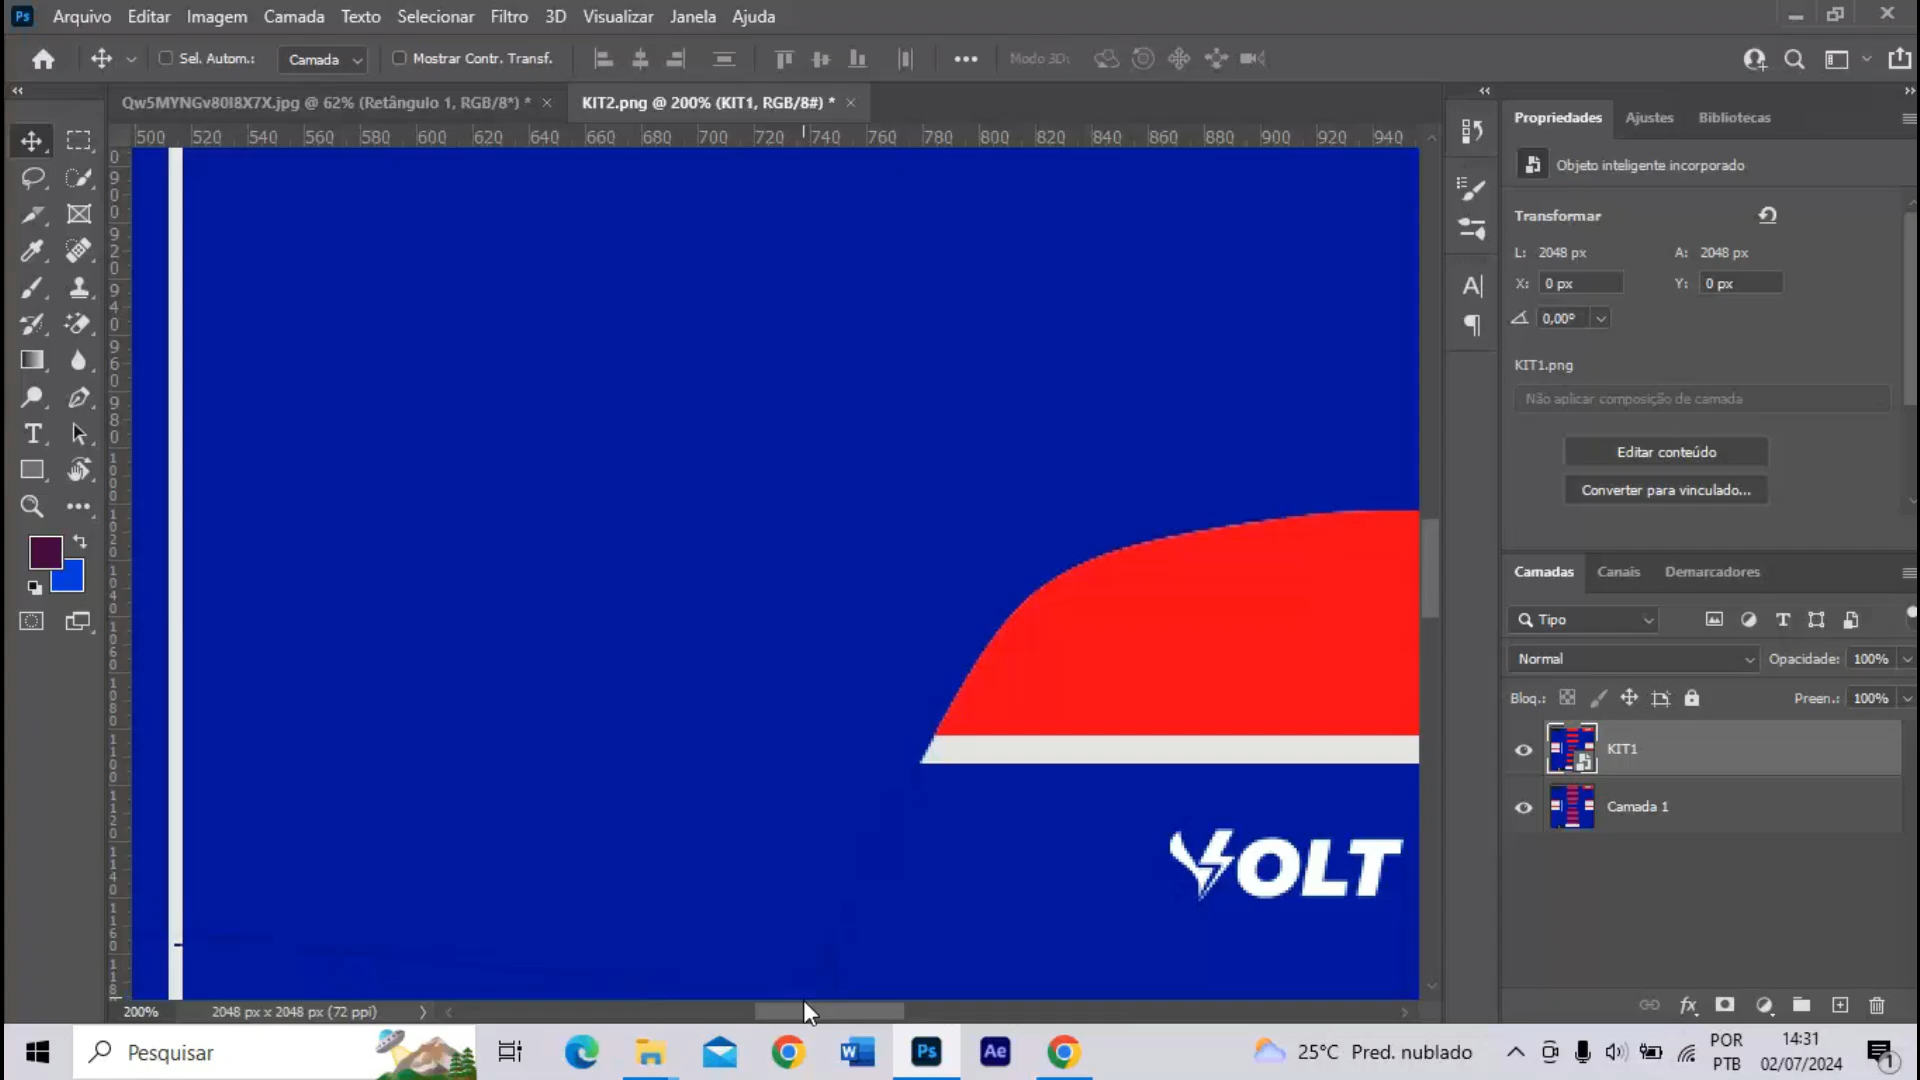 Ps Arquivo Editar Imagem Camada Texto Selecionar Filtro 3D Visualizar Janela Ajuda
Sel. Autom.: Camada Mostrar Contr. Transf. Modo 3D:
Qw5MYNGv80I8X7X.jpg @ 62% (Retângulo 1, RGB/8*) * × KIT2.png @ 200% (KIT1, RGB/8#) * ×
500 520 540 560 580 600 620 640 660 680 700 720 740 760 780 800 820 840 860 880 900 920 940
Propriedades Ajustes Bibliotecas
Objeto inteligente incorporado
Transformar
L: 2048 px A: 2048 px
X: 0 px Y: 0 px
0,00°
KIT1.png
Não aplicar composição de camada
Editar conteúdo
Converter para vinculado...
Camadas Canais Demarcadores
Tipo
Normal Opacidade: 100%
Bloq.: Preen.: 100%
KIT1
Camada 1
VOLT
200% 2048 px x 2048 px (72 ppi)
Pesquisar
W Ps Ae
25°C Pred. nublado
POR
PTB
14:31
02/07/2024
1